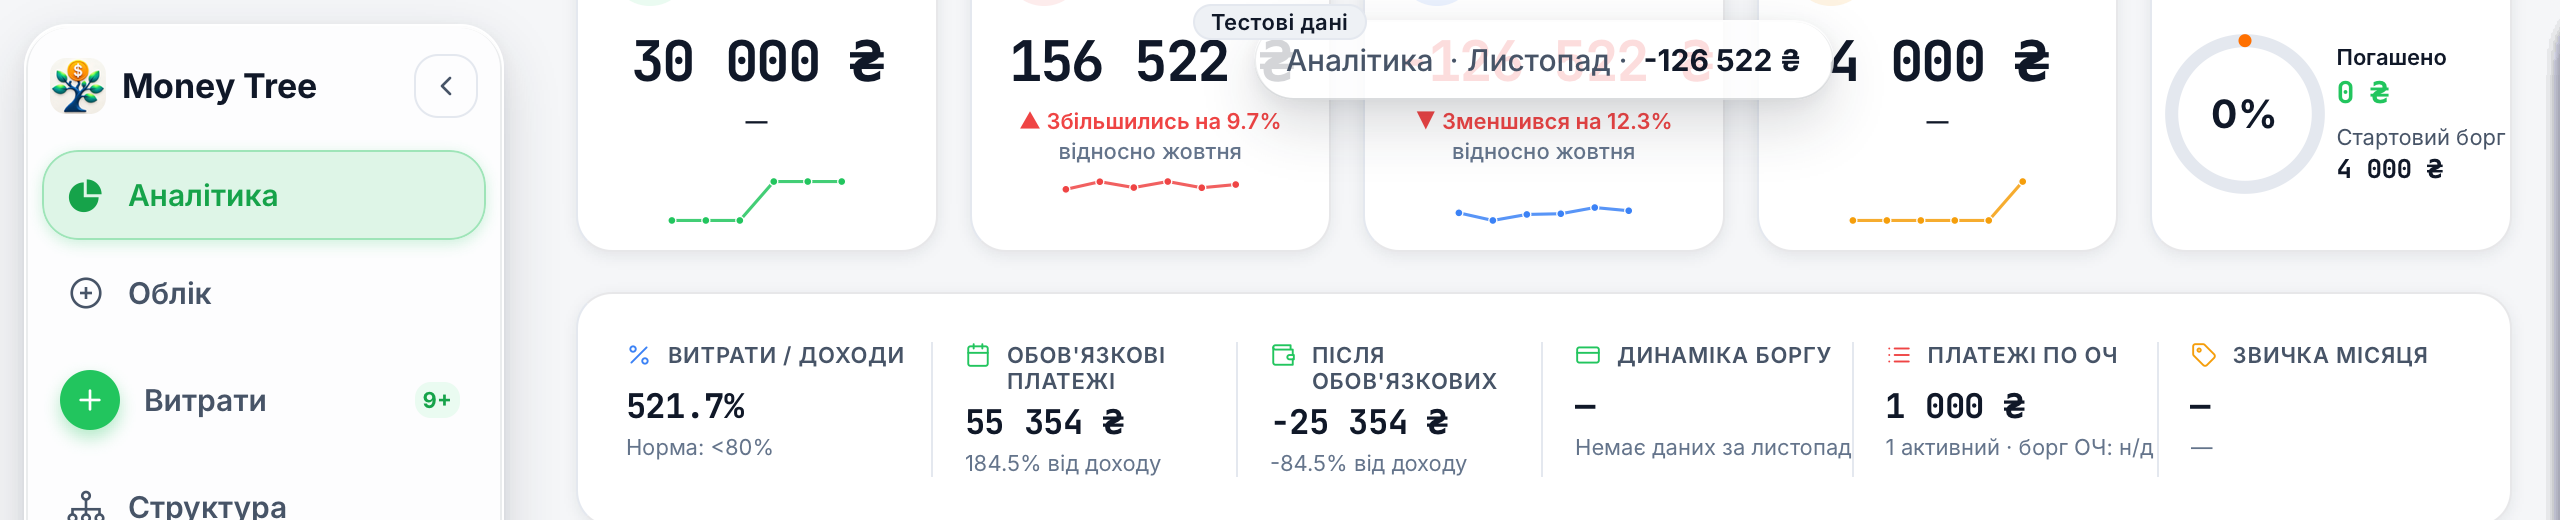 Money Tree
Аналітика
Облік
Витрати 9+
Структура
Тестові дані
Аналітика · Листопад · -126 522 ₴
30 000 ₴
—
156 522 ₴
▲ Збільшились на 9.7%
відносно жовтня
-126 522 ₴
▼ Зменшився на 12.3%
відносно жовтня
4 000 ₴
—
0%
Погашено
0 ₴
Стартовий борг
4 000 ₴
ВИТРАТИ / ДОХОДИ
521.7%
Норма: <80%
ОБОВ'ЯЗКОВІ
ПЛАТЕЖІ
55 354 ₴
184.5% від доходу
ПІСЛЯ
ОБОВ'ЯЗКОВИХ
-25 354 ₴
-84.5% від доходу
ДИНАМІКА БОРГУ
—
Немає даних за листопад
ПЛАТЕЖІ ПО ОЧ
1 000 ₴
1 активний · борг ОЧ: н/д
ЗВИЧКА МІСЯЦЯ
—
—